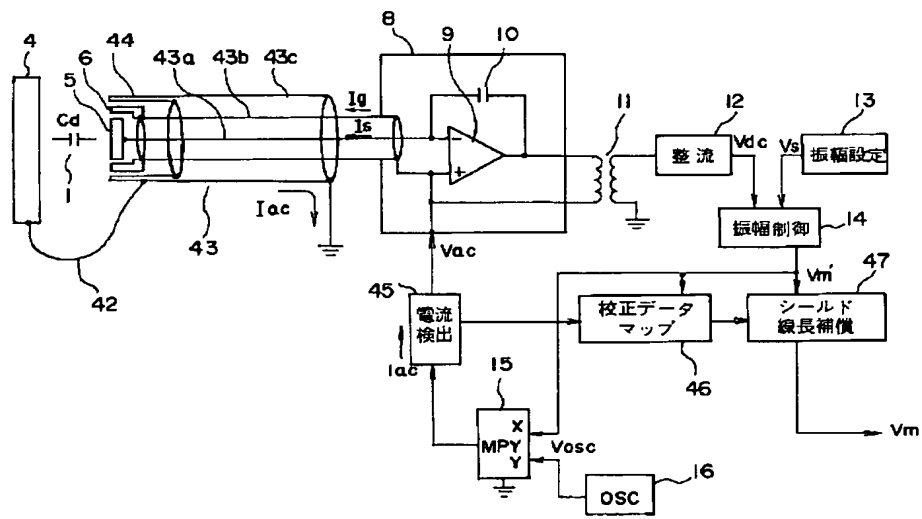 4
44
43a
43b
43c
8
9
10
6
5
Cd
1
Ig
Is
11
12
13
整流
Vdc
Vs
振幅設定
振幅制御
14
Iac
43
42
Vac
Vm'
47
45
電流
検出
校正データ
マップ
シールド
線長補償
Iac
46
15
X
MPY
Y
Vosc
Vm
OSC
16